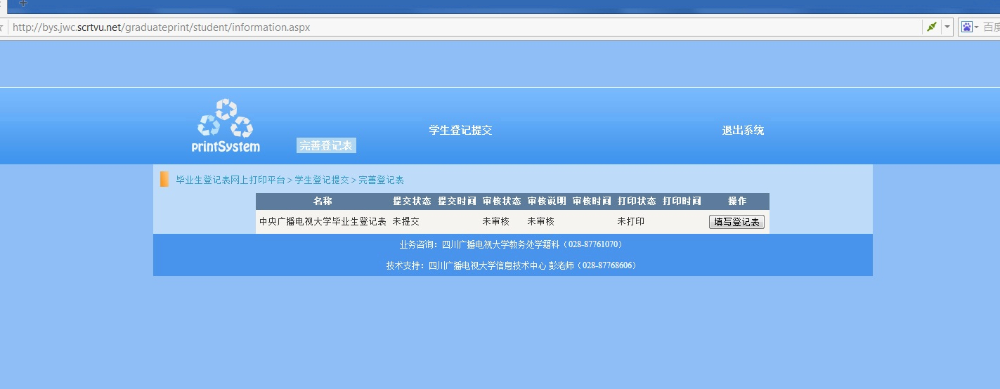 http://bys.jwc.scrtvu.net/graduateprint/student/information.aspx
百度
printSystem
完善登记表
学生登记提交
退出系统
毕业生登记表网上打印平台 > 学生登记提交 > 完善登记表
名称 提交状态 提交时间 审核状态 审核说明 审核时间 打印状态 打印时间 操作
中央广播电视大学毕业生登记表 未提交 未审核 未审核 未打印 填写登记表
业务咨询：四川广播电视大学教务处学籍科（028-87761070）
技术支持：四川广播电视大学信息技术中心 彭老师（028-87768606）